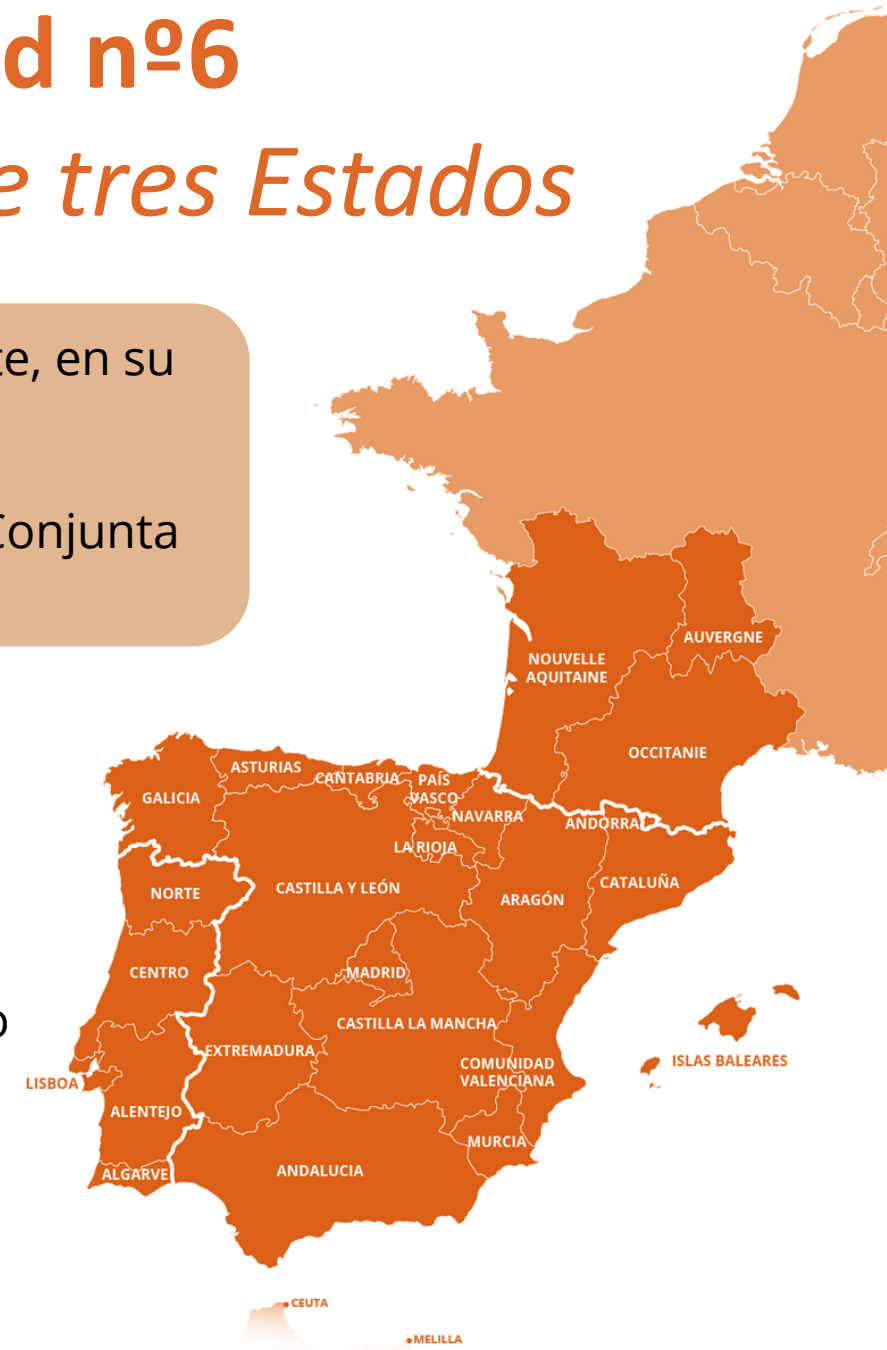 d nº6
e tres Estados
te, en su
Conjunta
AUVERGNE
NOUVELLE
AQUITAINE
OCCITANIE
ASTURIAS
CANTABRIA
PAÍS
VASCO
GALICIA
NAVARRA
ANDORRA
LA RIOJA
CASTILLA Y LEÓN
CATALUÑA
NORTE
ARAGÓN
CENTRO
MADRID
o
CASTILLA LA MANCHA
EXTREMADURA
COMUNIDAD
VALENCIANA
ISLAS BALEARES
LISBOA
ALENTEJO
MURCIA
ALGARVE
ANDALUCIA
CEUTA
MELILLA